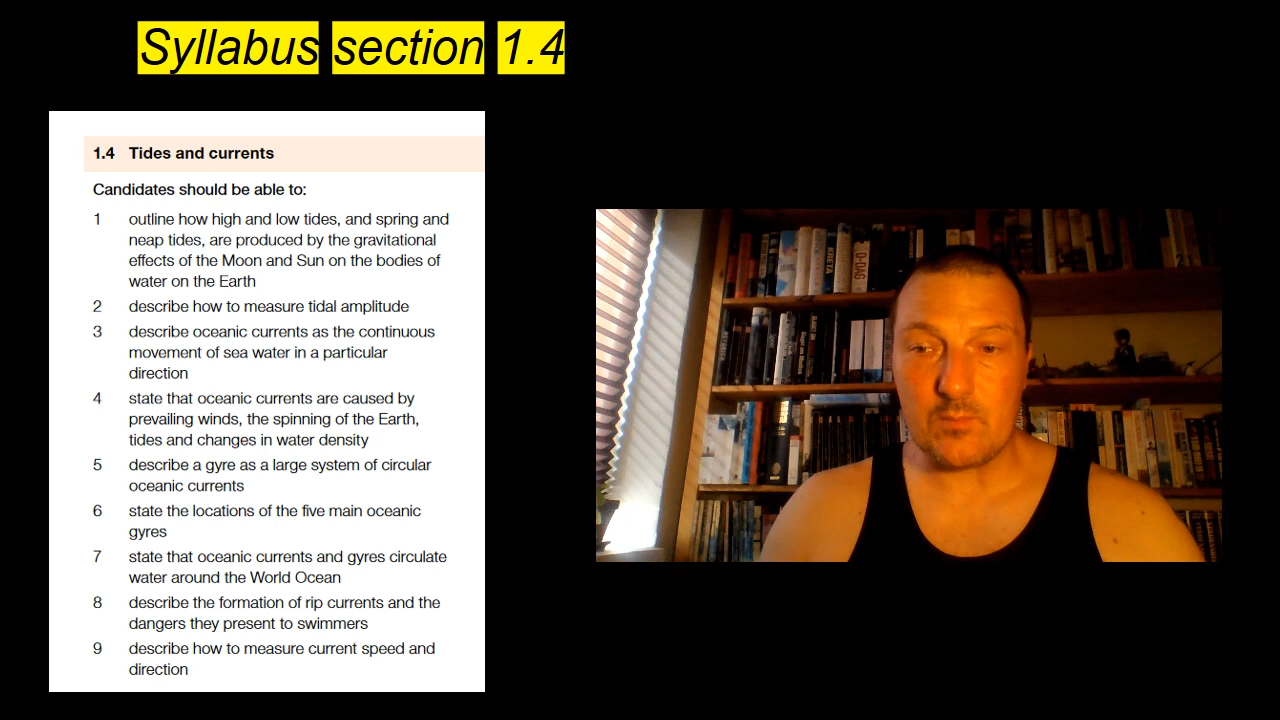 Syllabus section 1.4
1.4 Tides and currents
Candidates should be able to:
1 outline how high and low tides, and spring and
neap tides, are produced by the gravitational
effects of the Moon and Sun on the bodies of
water on the Earth
2 describe how to measure tidal amplitude
3 describe oceanic currents as the continuous
movement of sea water in a particular
direction
4 state that oceanic currents are caused by
prevailing winds, the spinning of the Earth,
tides and changes in water density
5 describe a gyre as a large system of circular
oceanic currents
6 state the locations of the five main oceanic
gyres
7 state that oceanic currents and gyres circulate
water around the World Ocean
8 describe the formation of rip currents and the
dangers they present to swimmers
9 describe how to measure current speed and
direction
KRETA
D-DAG